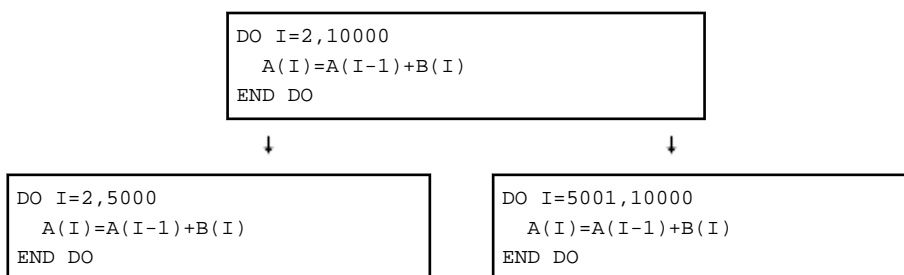 DO I=2,10000
  A(I)=A(I-1)+B(I)
END DO
DO I=2,5000
  A(I)=A(I-1)+B(I)
END DO
DO I=5001,10000
  A(I)=A(I-1)+B(I)
END DO